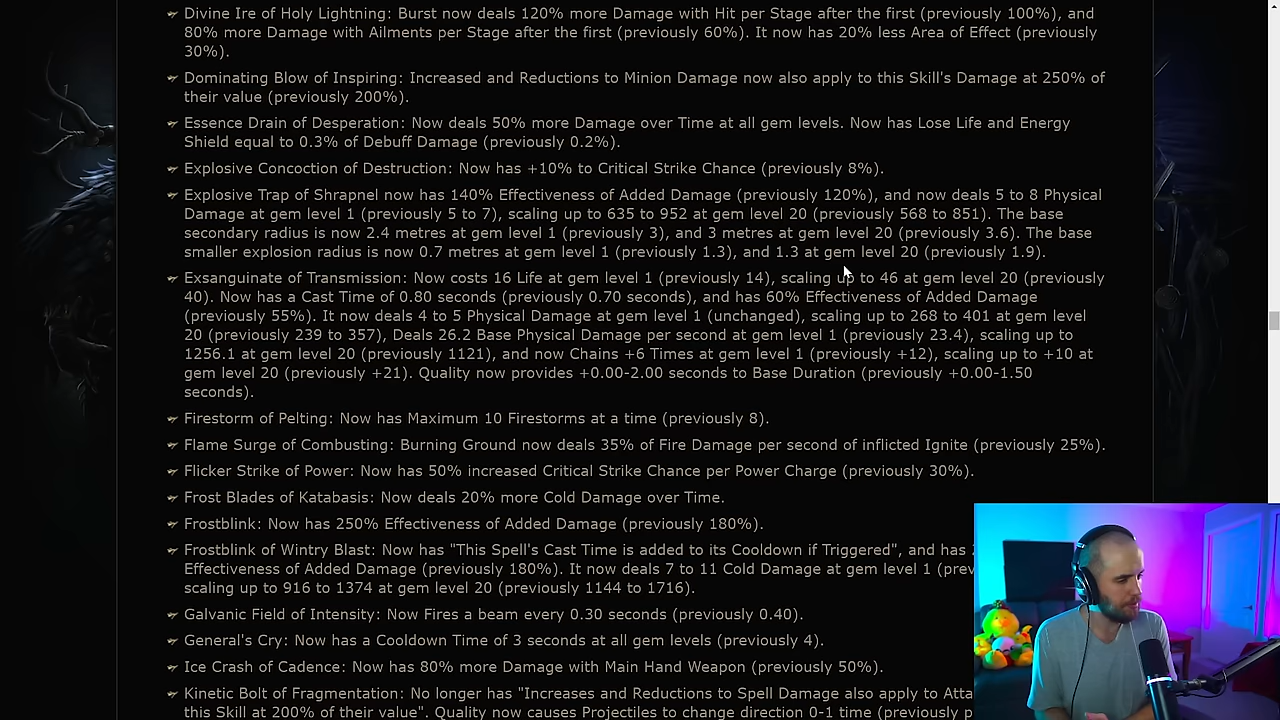 Divine Ire of Holy Lightning: Burst now deals 120% more Damage with Hit per Stage after the first (previously 100%), and
80% more Damage with Ailments per Stage after the first (previously 60%). It now has 20% less Area of Effect (previously
30%).
Dominating Blow of Inspiring: Increased and Reductions to Minion Damage now also apply to this Skill's Damage at 250% of
their value (previously 200%).
Essence Drain of Desperation: Now deals 50% more Damage over Time at all gem levels. Now has Lose Life and Energy
Shield equal to 0.3% of Debuff Damage (previously 0.2%).
Explosive Concoction of Destruction: Now has +10% to Critical Strike Chance (previously 8%).
Explosive Trap of Shrapnel now has 140% Effectiveness of Added Damage (previously 120%), and now deals 5 to 8 Physical
Damage at gem level 1 (previously 5 to 7), scaling up to 635 to 952 at gem level 20 (previously 568 to 851). The base
secondary radius is now 2.4 metres at gem level 1 (previously 3), and 3 metres at gem level 20 (previously 3.6). The base
smaller explosion radius is now 0.7 metres at gem level 1 (previously 1.3), and 1.3 at gem level 20 (previously 1.9).
Exsanguinate of Transmission: Now costs 16 Life at gem level 1 (previously 14), scaling up to 46 at gem level 20 (previously
40). Now has a Cast Time of 0.80 seconds (previously 0.70 seconds), and has 60% Effectiveness of Added Damage
(previously 55%). It now deals 4 to 5 Physical Damage at gem level 1 (unchanged), scaling up to 268 to 401 at gem level
20 (previously 239 to 357), Deals 26.2 Base Physical Damage per second at gem level 1 (previously 23.4), scaling up to
1256.1 at gem level 20 (previously 1121), and now Chains +6 Times at gem level 1 (previously +12), scaling up to +10 at
gem level 20 (previously +21). Quality now provides +0.00-2.00 seconds to Base Duration (previously +0.00-1.50
seconds).
Firestorm of Pelting: Now has Maximum 10 Firestorms at a time (previously 8).
Flame Surge of Combusting: Burning Ground now deals 35% of Fire Damage per second of inflicted Ignite (previously 25%).
Flicker Strike of Power: Now has 50% increased Critical Strike Chance per Power Charge (previously 30%).
Frost Blades of Katabasis: Now deals 20% more Cold Damage over Time.
Frostblink: Now has 250% Effectiveness of Added Damage (previously 180%).
Frostblink of Wintry Blast: Now has "This Spell's Cast Time is added to its Cooldown if Triggered", and has
Effectiveness of Added Damage (previously 180%). It now deals 7 to 11 Cold Damage at gem level 1
scaling up to 916 to 1374 at gem level 20 (previously 1144 to 1716).
Galvanic Field of Intensity: Now Fires a beam every 0.30 seconds (previously 0.40).
General's Cry: Now has a Cooldown Time of 3 seconds at all gem levels (previously 4).
Ice Crash of Cadence: Now has 80% more Damage with Main Hand Weapon (previously 50%).
Kinetic Bolt of Fragmentation: No longer has "Increases and Reductions to Spell Damage also apply to
this Skill at 200% of their value". Quality now causes Projectiles to change direction 0-1 time (previously